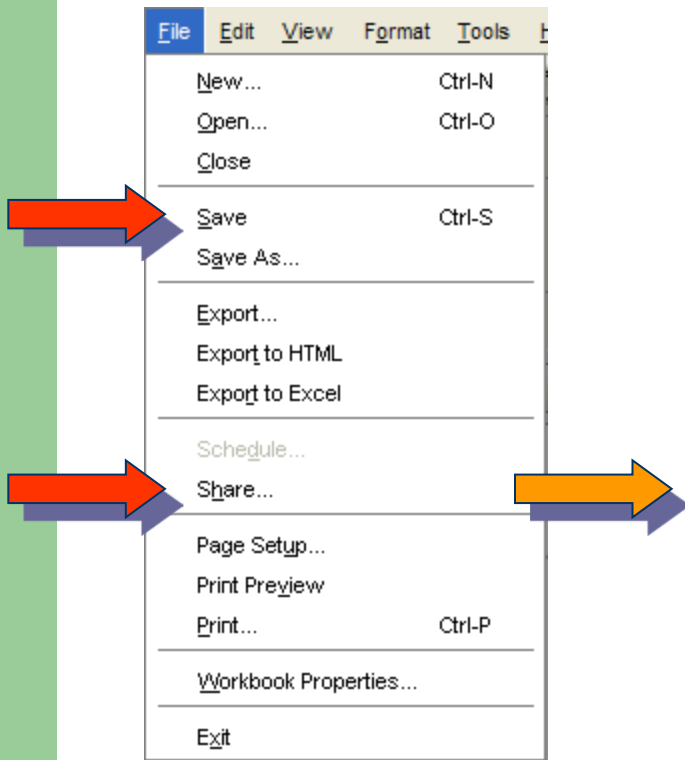 File Edit View Format Tools
New... Ctrl-N
Open... Ctrl-O
Close
Save Ctrl-S
Save As...
Export...
Export to HTML
Export to Excel
Schedule...
Share...
Page Setup...
Print Preview
Print... Ctrl-P
Workbook Properties...
Exit